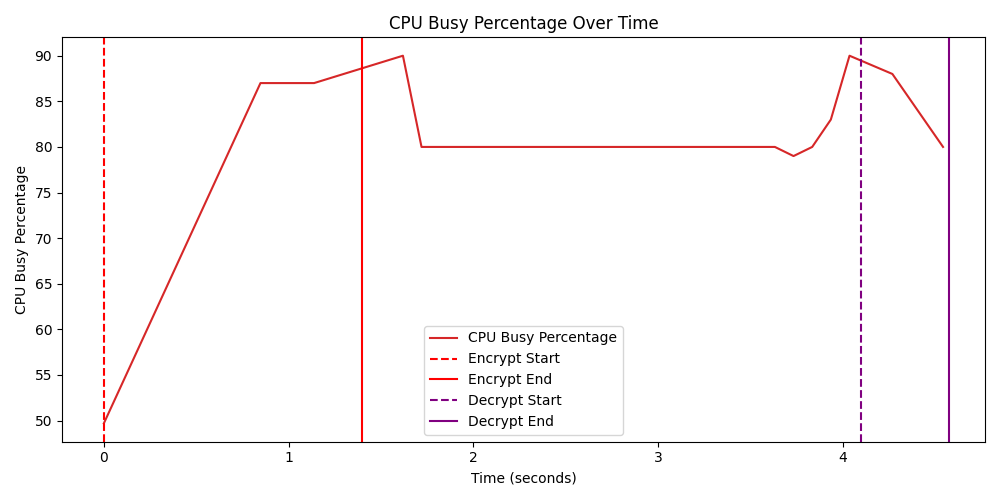 CPU Busy Percentage Over Time
CPU Busy Percentage
90
85
80
75
70
65
60
55
50
CPU Busy Percentage
Encrypt Start
Encrypt End
Decrypt Start
Decrypt End
0 1 2 3 4
Time (seconds)